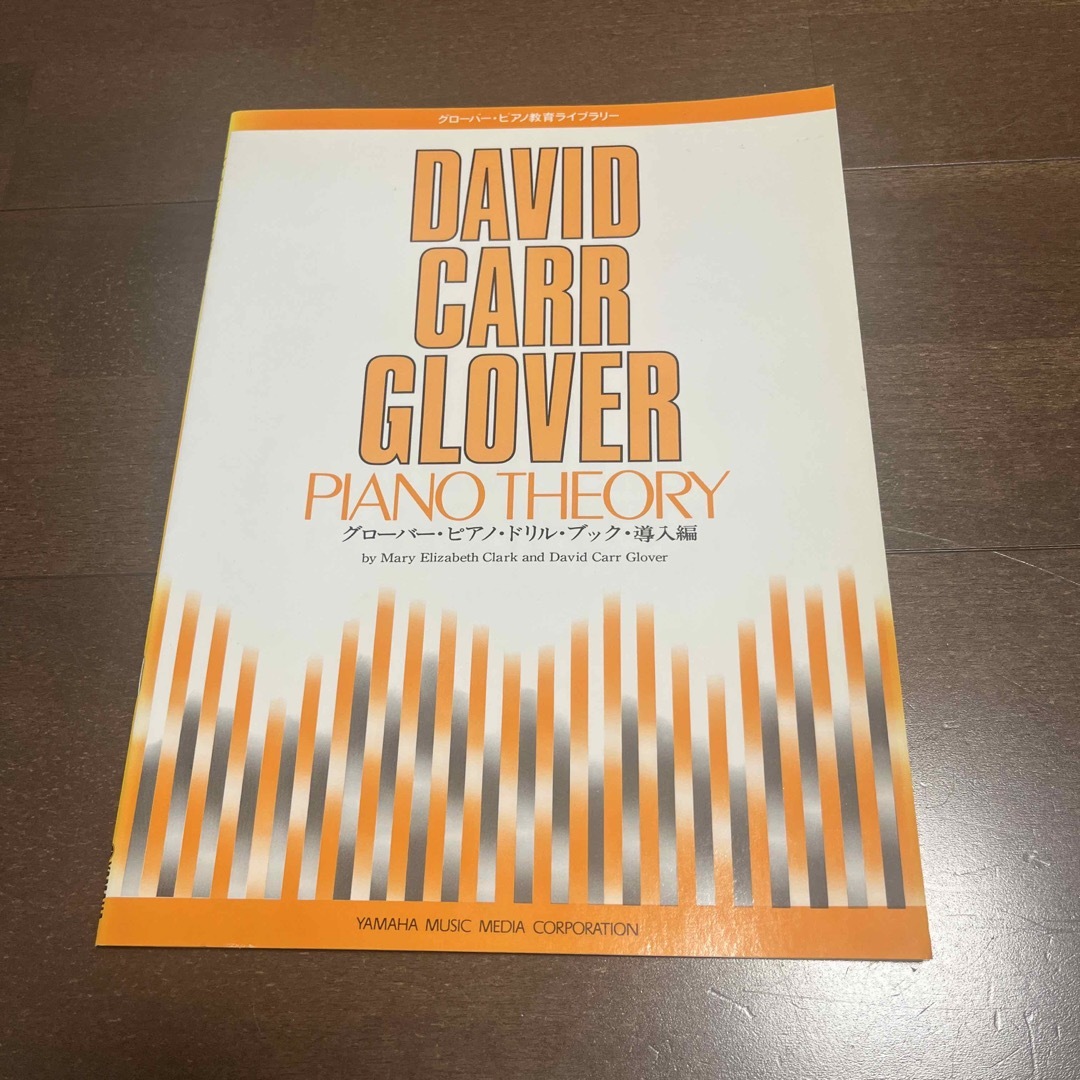 グローバー・ピアノ教育ライブラリー
DAVID
CARR
GLOVER
PIANO THEORY
グローバー・ピアノ・ドリル・ブック・導入編
by Mary Elizabeth Clark and David Carr Glover
YAMAHA MUSIC MEDIA CORPORATION